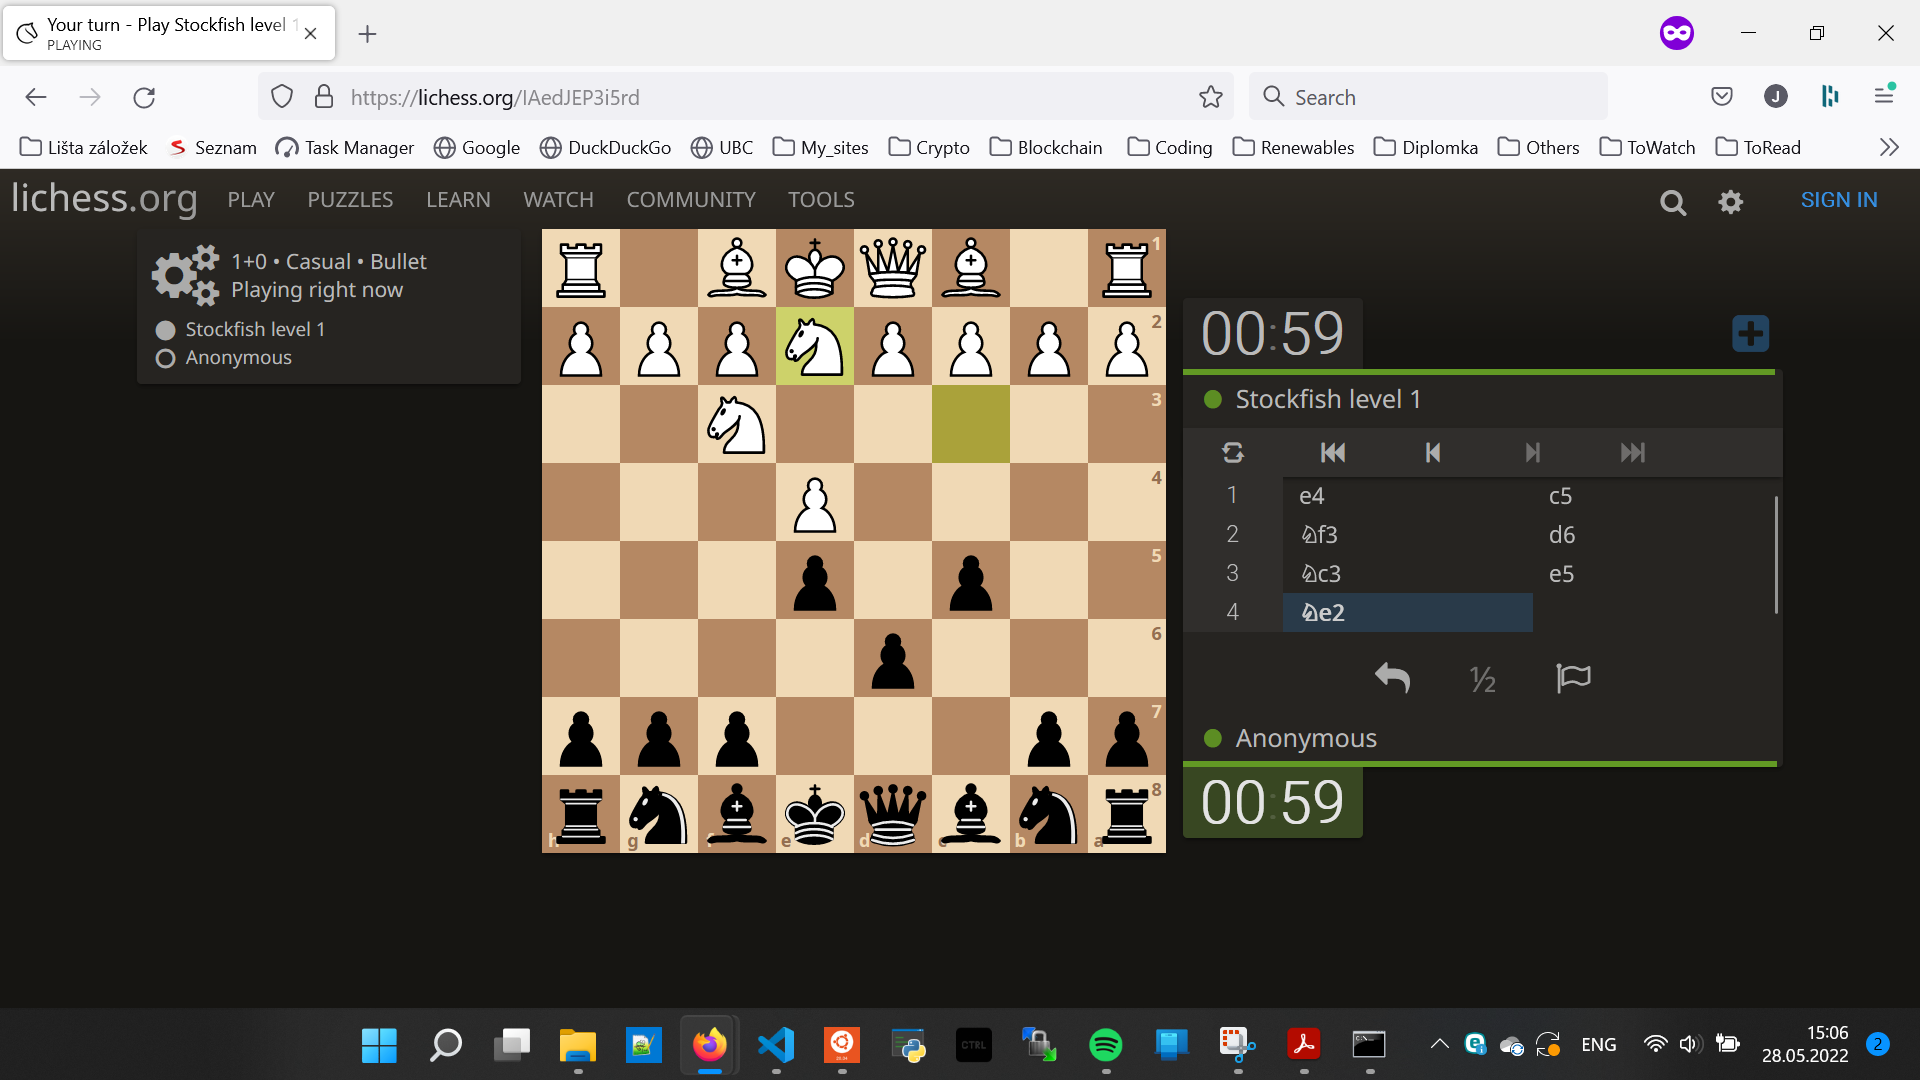 Your turn - Play Stockfish level 1
PLAYING
https://lichess.org/IAedJEP3i5rd
Search
J
Lišta záložek
Seznam
Task Manager
Google
DuckDuckGo
UBC
My_sites
Crypto
Blockchain
Coding
Renewables
Diplomka
Others
ToWatch
ToRead
lichess.org
PLAY
PUZZLES
LEARN
WATCH
COMMUNITY
TOOLS
SIGN IN
1+0 • Casual • Bullet
Playing right now
Stockfish level 1
Anonymous
1
2
3
4
5
6
7
8
h
g
f
e
d
c
b
a
00:59
Stockfish level 1
1 e4 c5
2 ♘f3 d6
3 ♘c3 e5
4 ♘e2
½
Anonymous
00:59
CTRL
ENG
15:06
28.05.2022
2